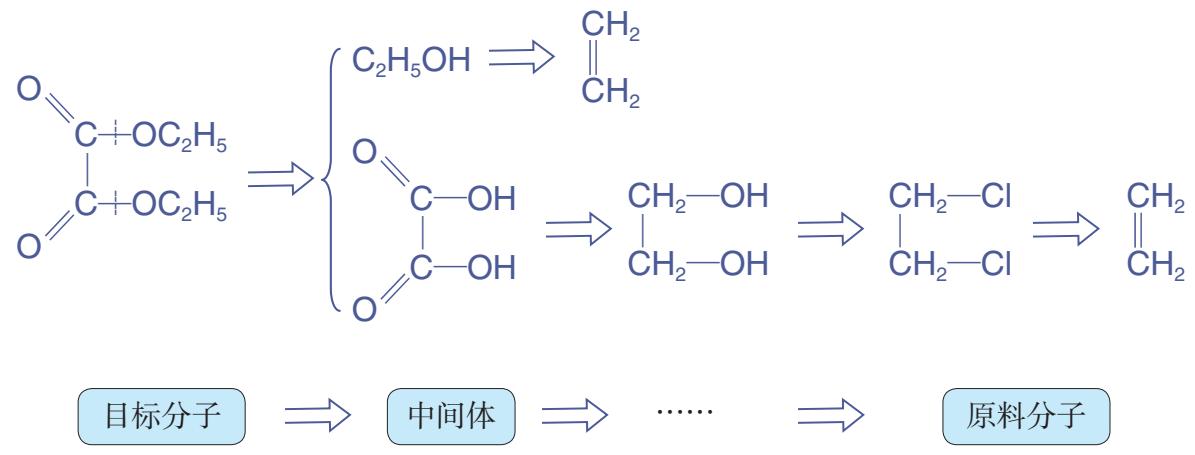 C₂H₅OH CH₂
CH₂
O
C OC₂H₅
C OC₂H₅
O
O
C OH
C OH
O
CH₂ OH
CH₂ OH
CH₂ Cl
CH₂ Cl
CH₂
CH₂
目标分子 中间体 …… 原料分子